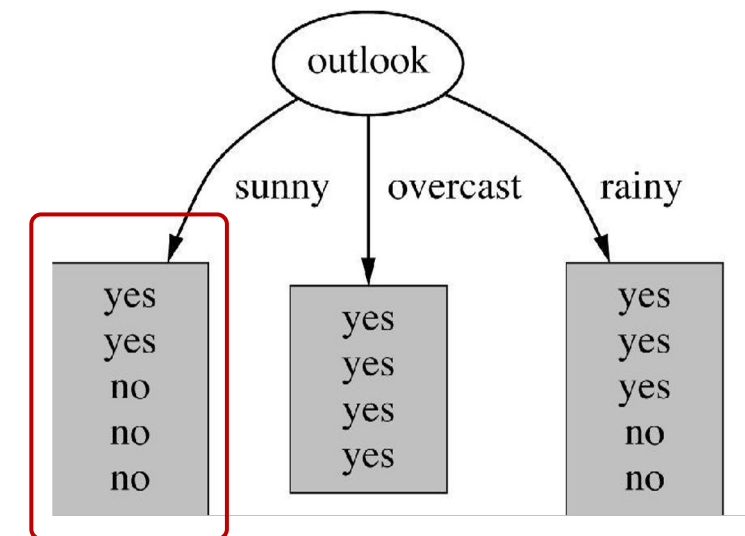 outlook
sunny
overcast
rainy
yes
yes
no
no
no
yes
yes
yes
yes
yes
yes
yes
no
no